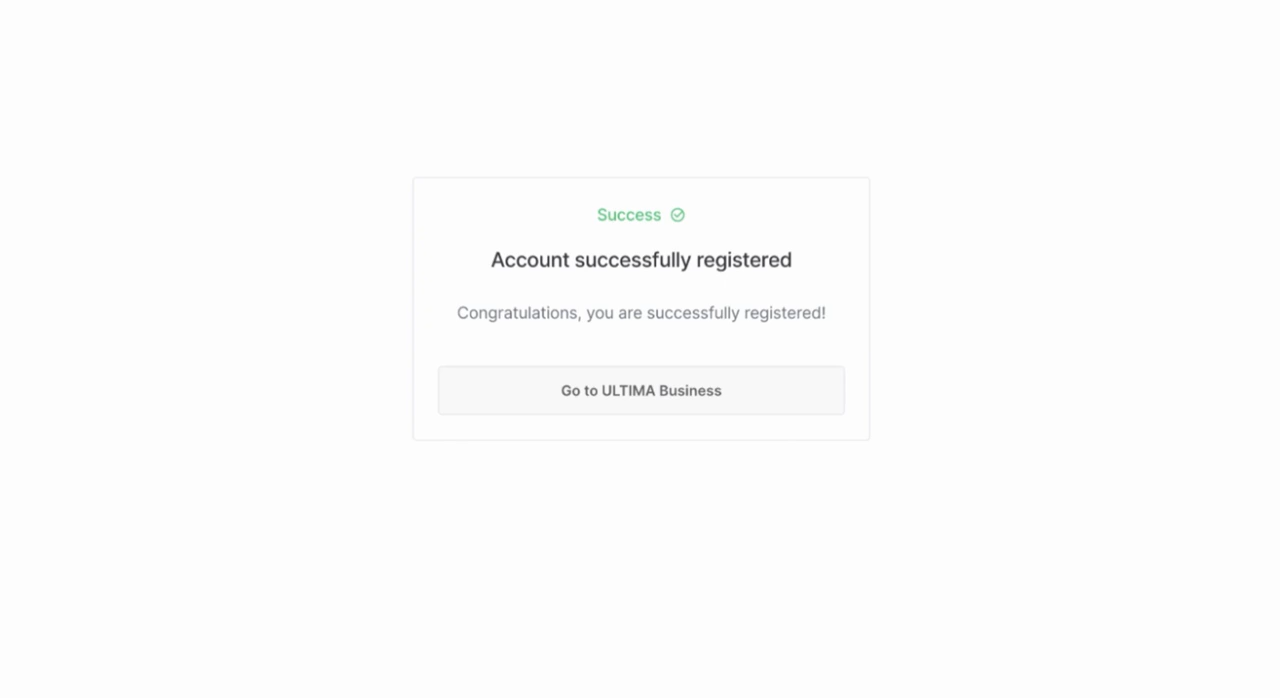 Success
Account successfully registered
Congratulations, you are successfully registered!
Go to ULTIMA Business